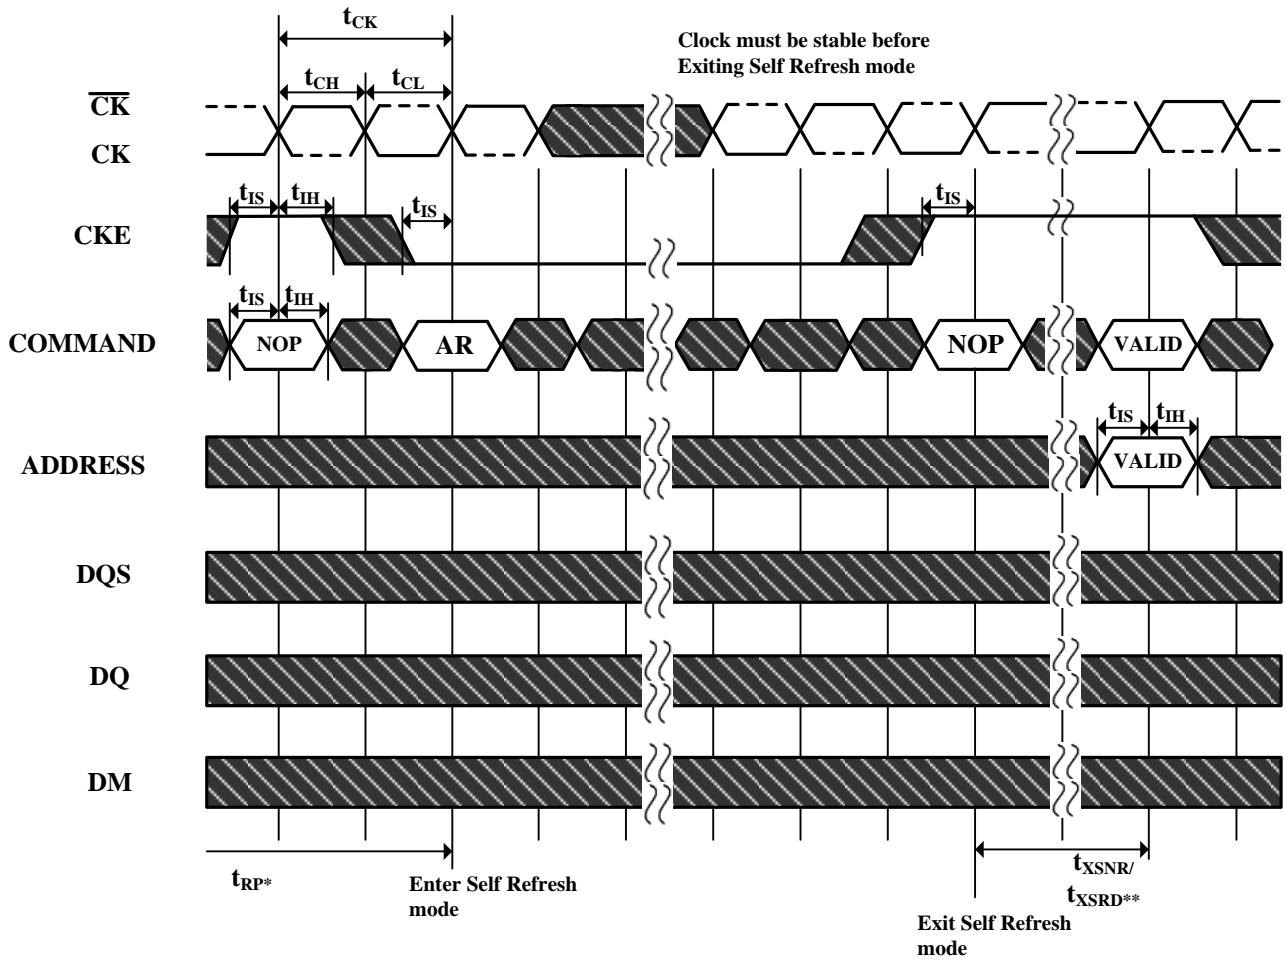 tCK
Clock must be stable before
Exiting Self Refresh mode
tCH
tCL
CK
CK
tIS
tIH
tIS
tIS
CKE
tIS
tIH
COMMAND
NOP
AR
NOP
VALID
tIS
tIH
ADDRESS
VALID
DQS
DQ
DM
tRP*
Enter Self Refresh
mode
tXSNR/
tXSRD**
Exit Self Refresh
mode